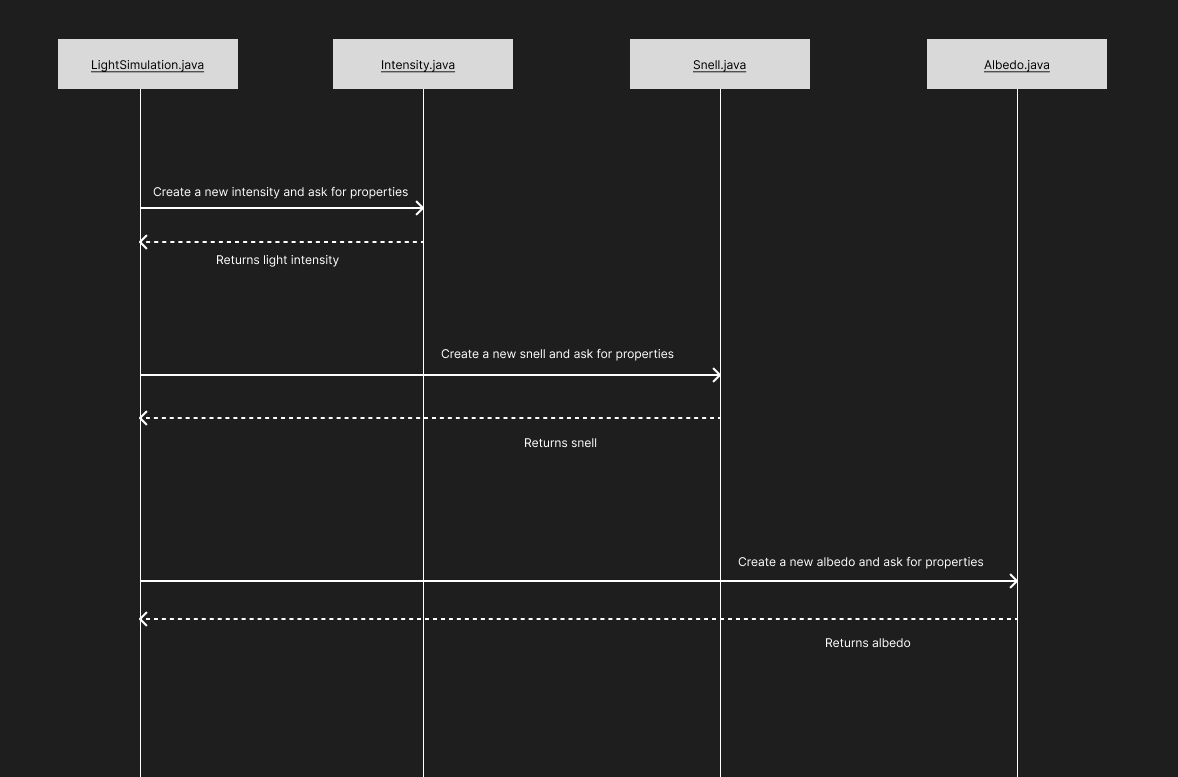 LightSimulation.java
Intensity.java
Snell.java
Albedo.java
Create a new intensity and ask for properties
Returns light intensity
Create a new snell and ask for properties
Returns snell
Create a new albedo and ask for properties
Returns albedo